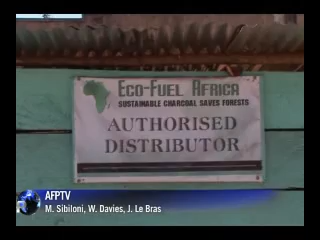 ECO-FUEL AFRICA
SUSTAINABLE CHARCOAL SAVES FORESTS
AUTHORISED
DISTRIBUTOR
AFPTV
M. Sibiloni, W. Davies, J. Le Bras